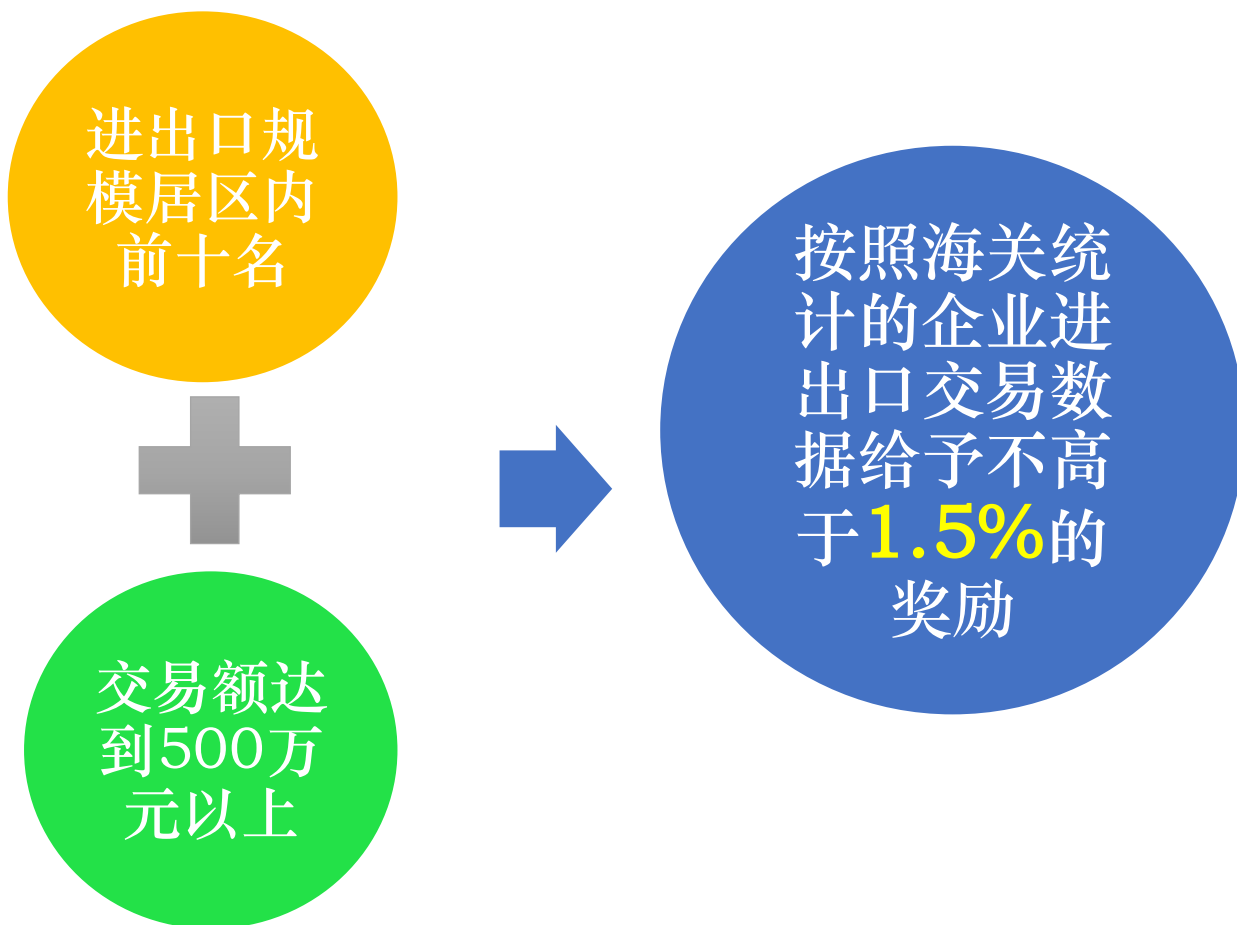 进出口规
模居区内
前十名
交易额达
到500万
元以上
按照海关统
计的企业进
出口交易数
据给予不高
于1.5%的
奖励